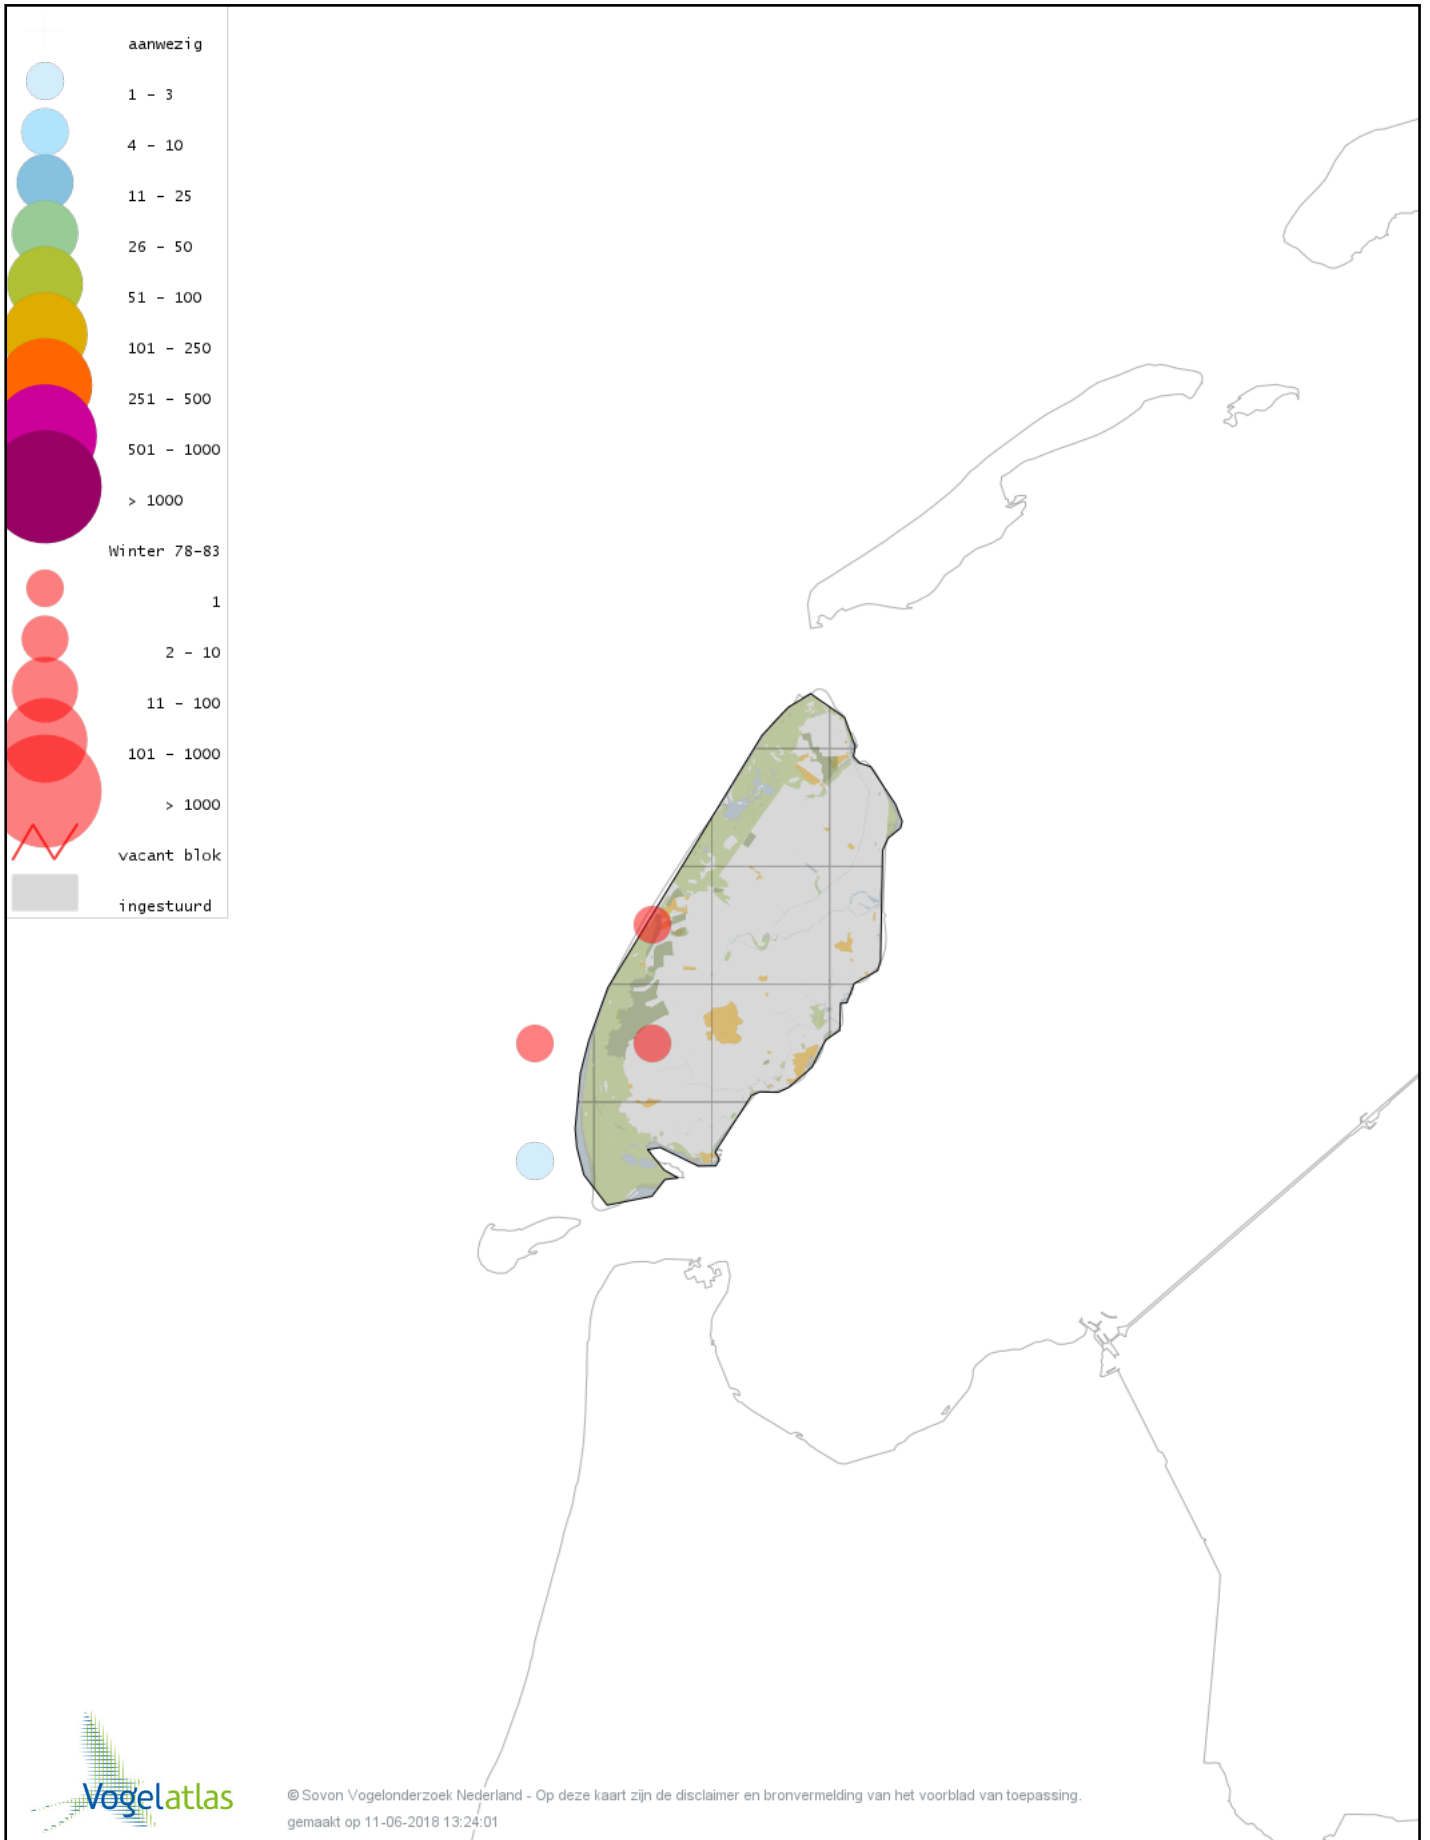 aanwezig
1 - 3
4 - 10
11 - 25
26 - 50
51 - 100
101 - 250
251 - 500
501 - 1000
> 1000
Winter 78-83
1
2 - 10
11 - 100
101 - 1000
> 1000
vacant blok
ingestuurd
Vogelatlas
© Sovon Vogelonderzoek Nederland - Op deze kaart zijn de disclaimer en bronvermelding van het voorblad van toepassing.
gemaakt op 11-06-2018 13:24:01